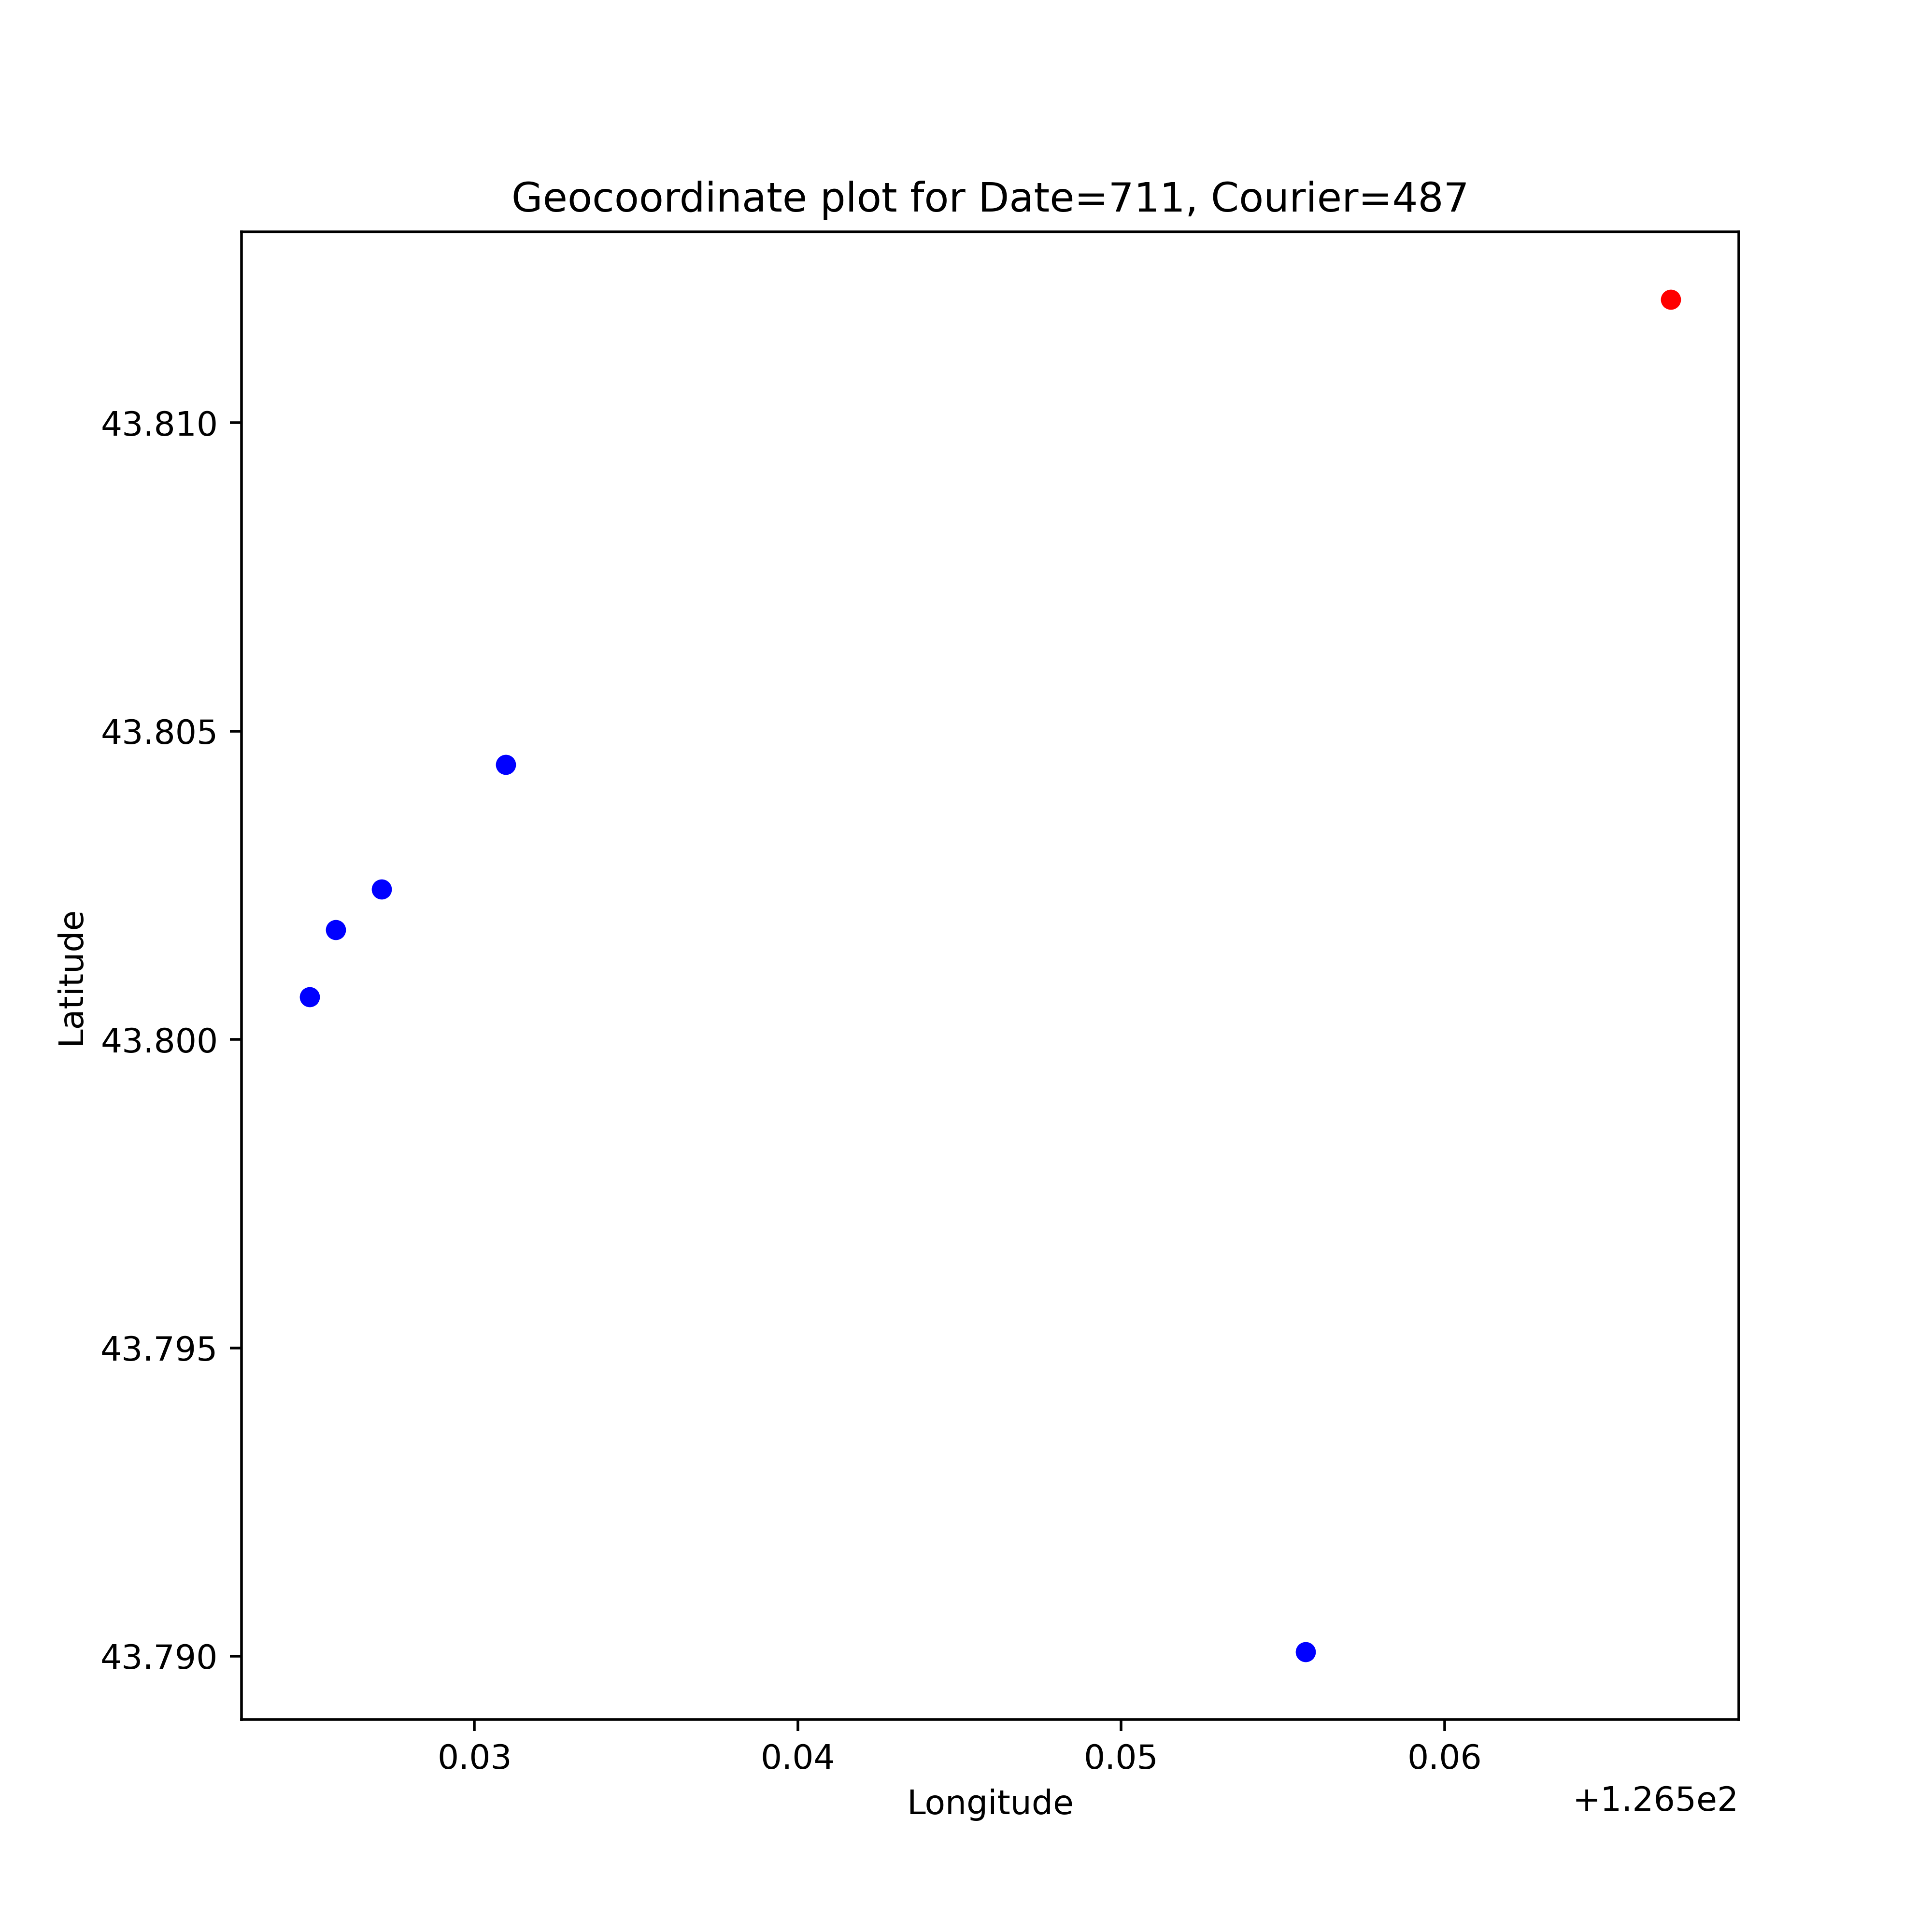 Geocoordinate plot for Date=711, Courier=487
43.810
43.805
43.800
43.795
43.790
Latitude
0.03 0.04 0.05 0.06
Longitude
+1.265e2